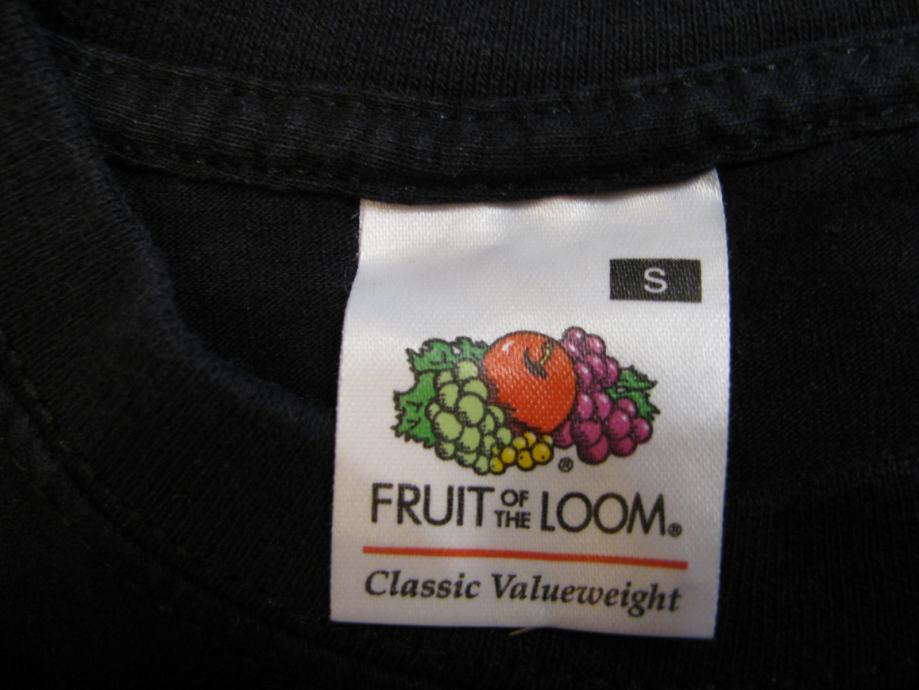 S
®
FRUIT OF THE LOOM®
Classic Valueweight